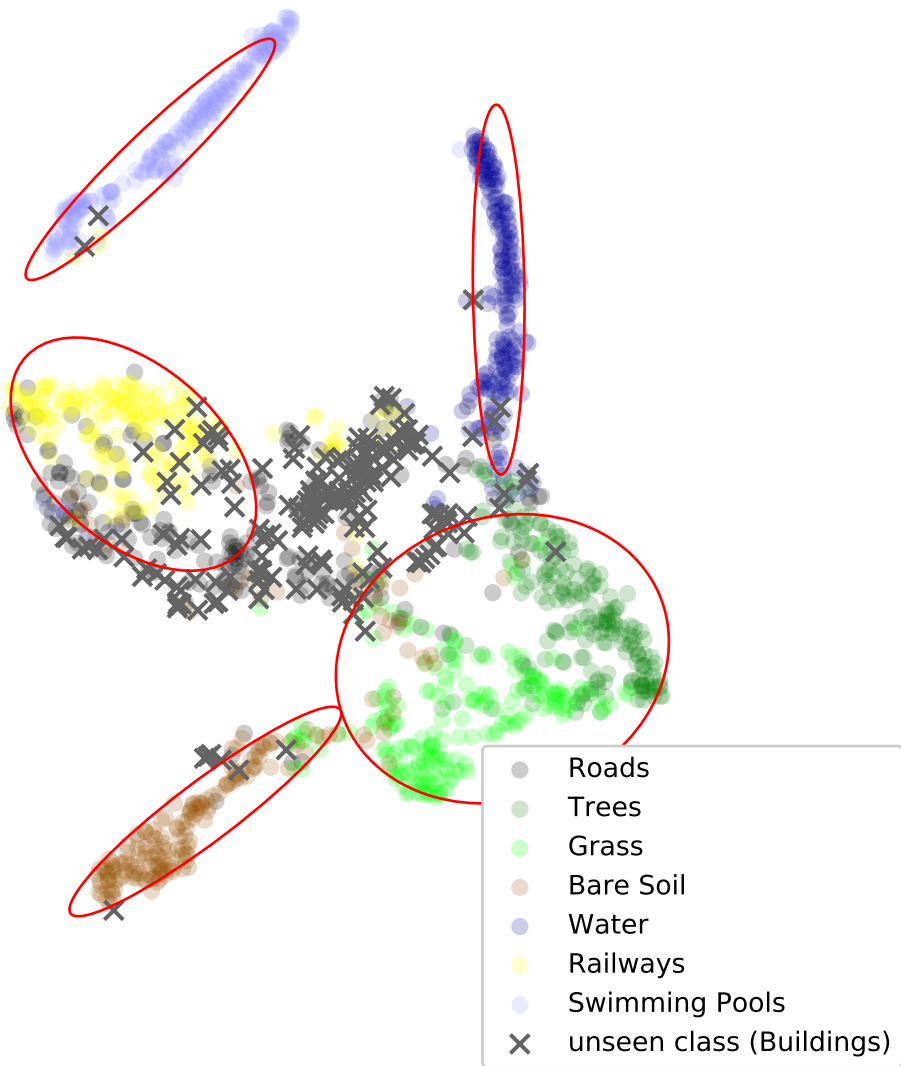 Roads
Trees
Grass
Bare Soil
Water
Railways
Swimming Pools
unseen class (Buildings)